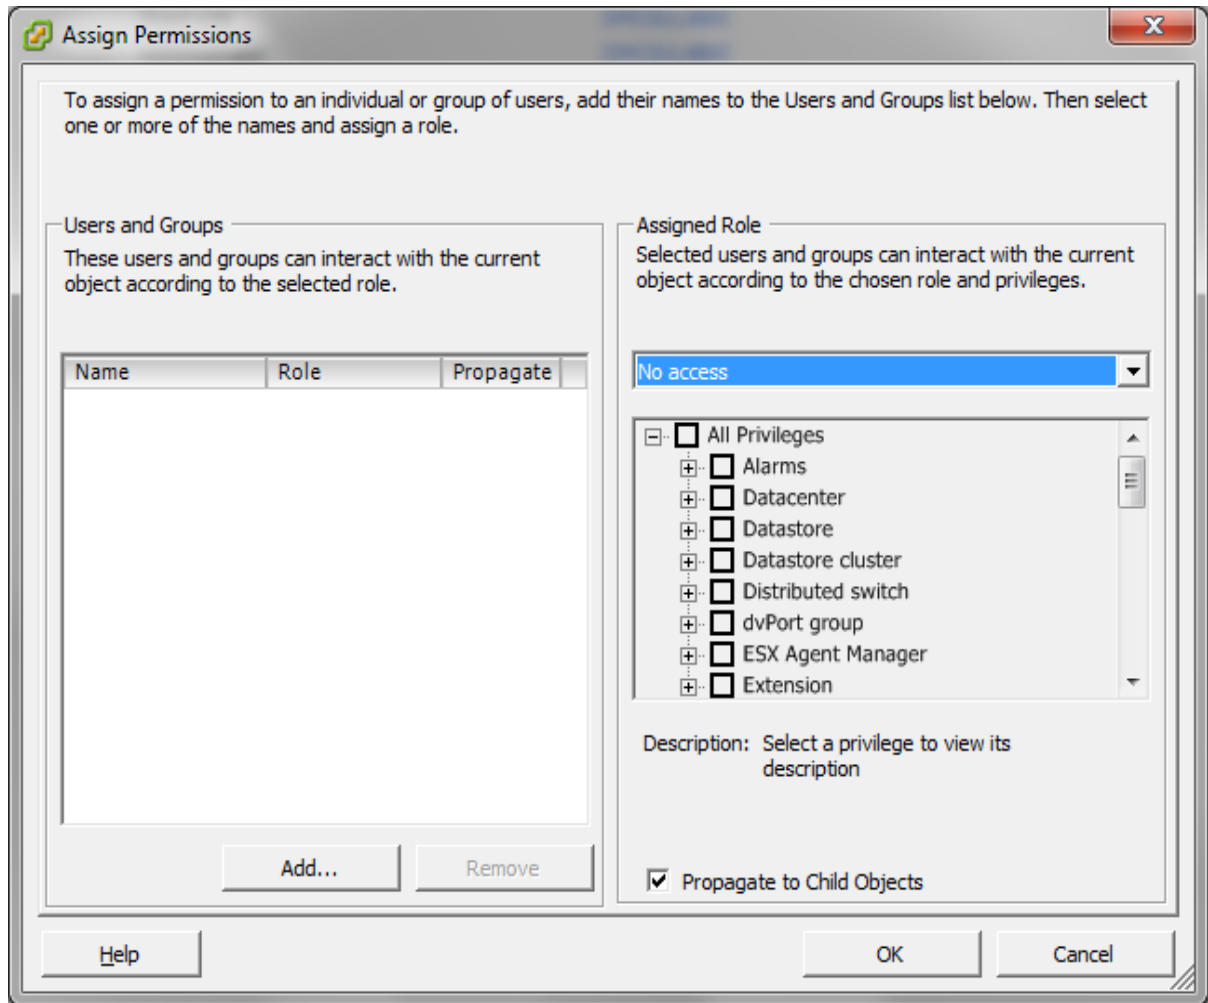 Assign Permissions
To assign a permission to an individual or group of users, add their names to the Users and Groups list below. Then select
one or more of the names and assign a role.
Users and Groups
These users and groups can interact with the current
object according to the selected role.
Name Role Propagate
Add...
Remove
Assigned Role
Selected users and groups can interact with the current
object according to the chosen role and privileges.
No access
All Privileges
Alarms
Datacenter
Datastore
Datastore cluster
Distributed switch
dvPort group
ESX Agent Manager
Extension
Description: Select a privilege to view its
description
Propagate to Child Objects
Help
OK
Cancel